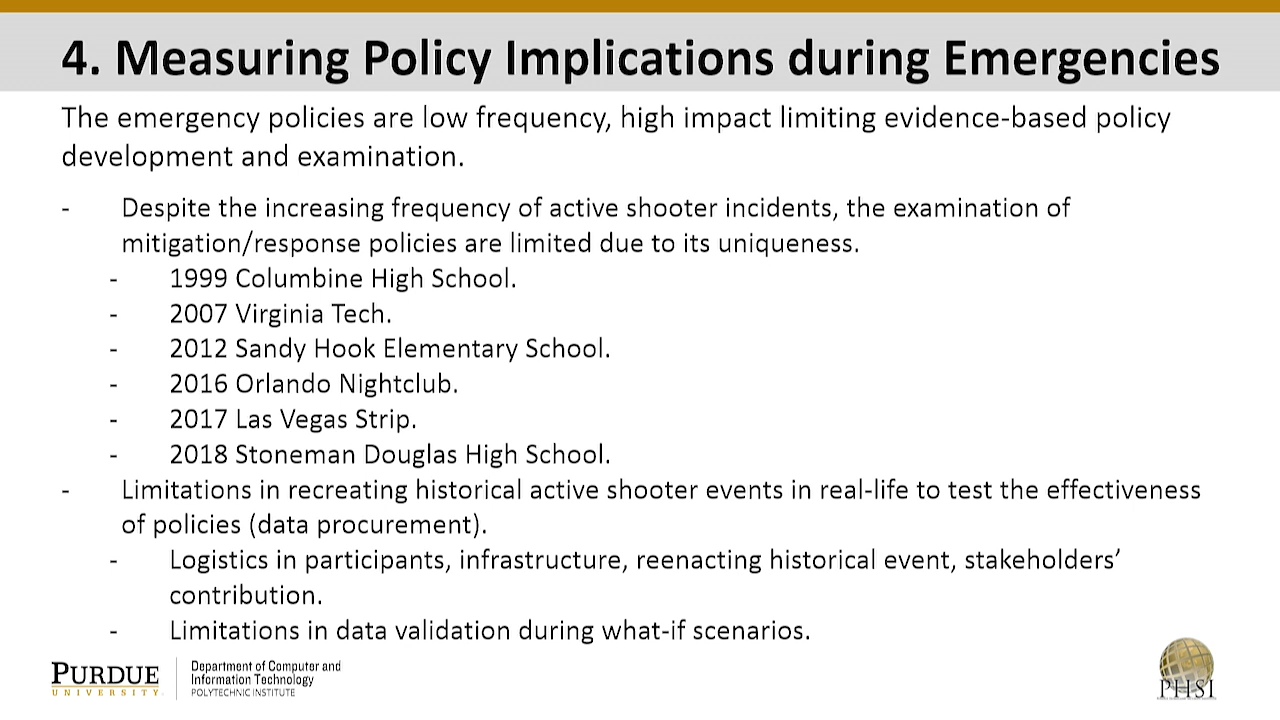 4. Measuring Policy Implications during Emergencies
The emergency policies are low frequency, high impact limiting evidence-based policy
development and examination.
- Despite the increasing frequency of active shooter incidents, the examination of
mitigation/response policies are limited due to its uniqueness.
- 1999 Columbine High School.
- 2007 Virginia Tech.
- 2012 Sandy Hook Elementary School.
- 2016 Orlando Nightclub.
- 2017 Las Vegas Strip.
- 2018 Stoneman Douglas High School.
- Limitations in recreating historical active shooter events in real-life to test the effectiveness
of policies (data procurement).
- Logistics in participants, infrastructure, reenacting historical event, stakeholders’
contribution.
- Limitations in data validation during what-if scenarios.
PURDUE
UNIVERSITY
Department of Computer and
Information Technology
POLYTECHNIC INSTITUTE
PHSI